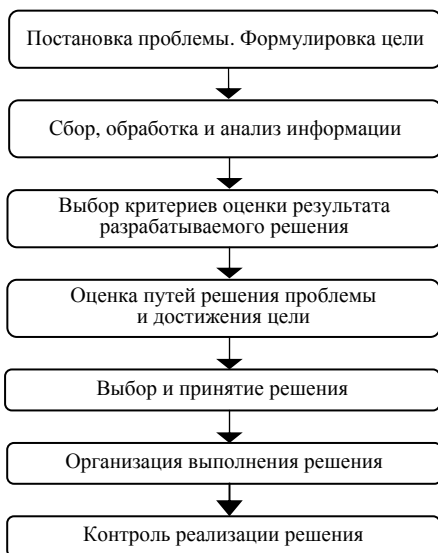 Постановка проблемы. Формулировка цели
Сбор, обработка и анализ информации
Выбор критериев оценки результата
разрабатываемого решения
Оценка путей решения проблемы
и достижения цели
Выбор и принятие решения
Организация выполнения решения
Контроль реализации решения